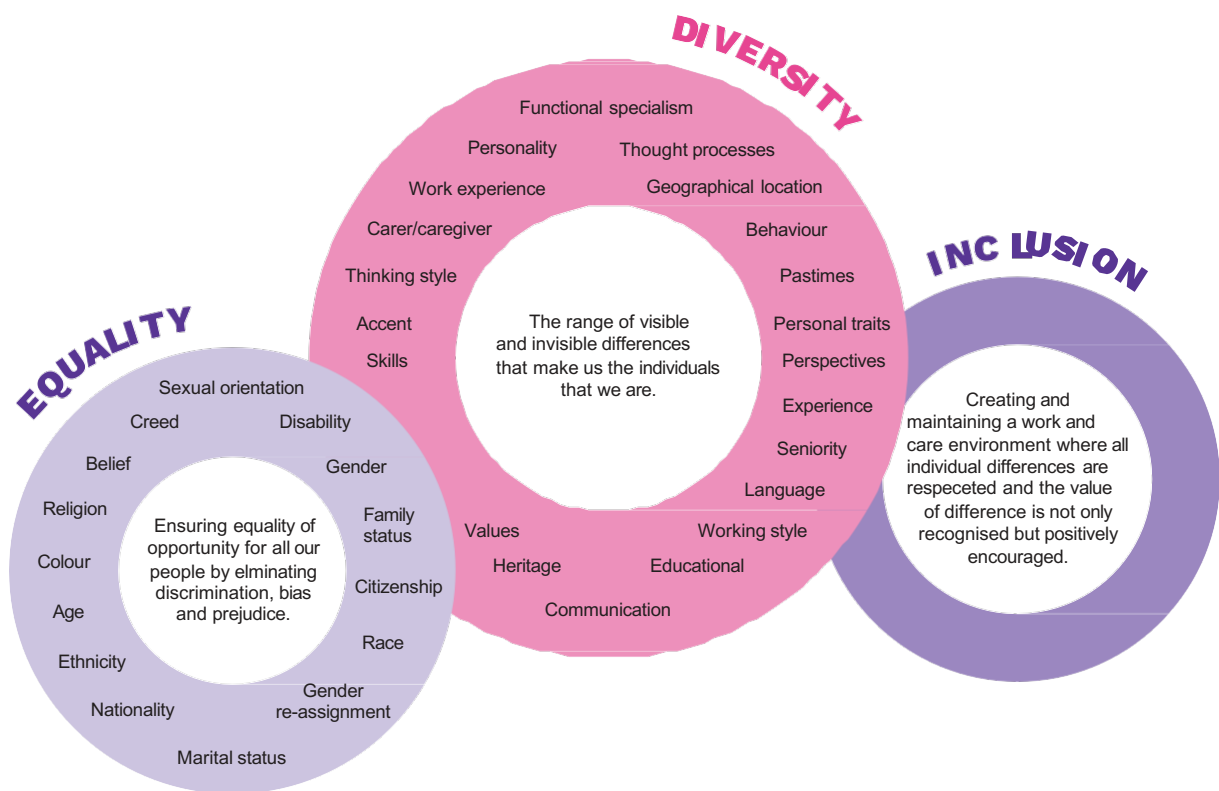 DIVERSITY
Functional specialism
Personality
Thought processes
Work experience
Geographical location
Carer/caregiver
Behaviour
Thinking style
Pastimes
Accent
Personal traits
Skills
Perspectives
Experience
Seniority
Language
Values
Working style
Heritage
Educational
Communication
The range of visible
and invisible differences
that make us the individuals
that we are.
EQUALITY
Sexual orientation
Creed
Disability
Belief
Gender
Religion
Family
status
Colour
Citizenship
Age
Race
Ethnicity
Gender
re-assignment
Nationality
Marital status
Ensuring equality of
opportunity for all our
people by elminating
discrimination, bias
and prejudice.
INCLUSION
Creating and
maintaining a work and
care environment where all
individual differences are
respeceted and the value
of difference is not only
recognised but positively
encouraged.